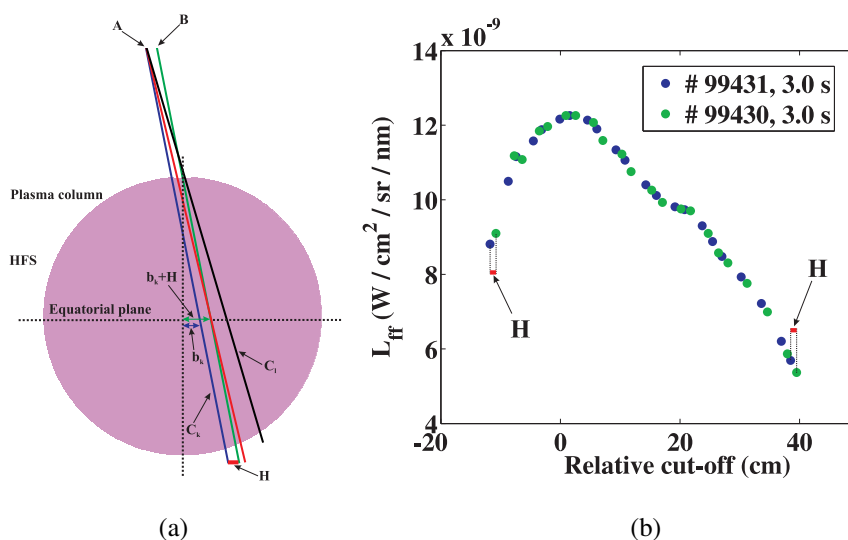 A
B
Plasma column
HFS
b_k+H
Equatorial plane
b_k
C_l
C_k
H
(a)
14 x 10^-9
12
10
8
6
4
L_ff (W / cm^2 / sr / nm)
# 99431, 3.0 s
# 99430, 3.0 s
H
H
-20
0
20
40
Relative cut-off (cm)
(b)